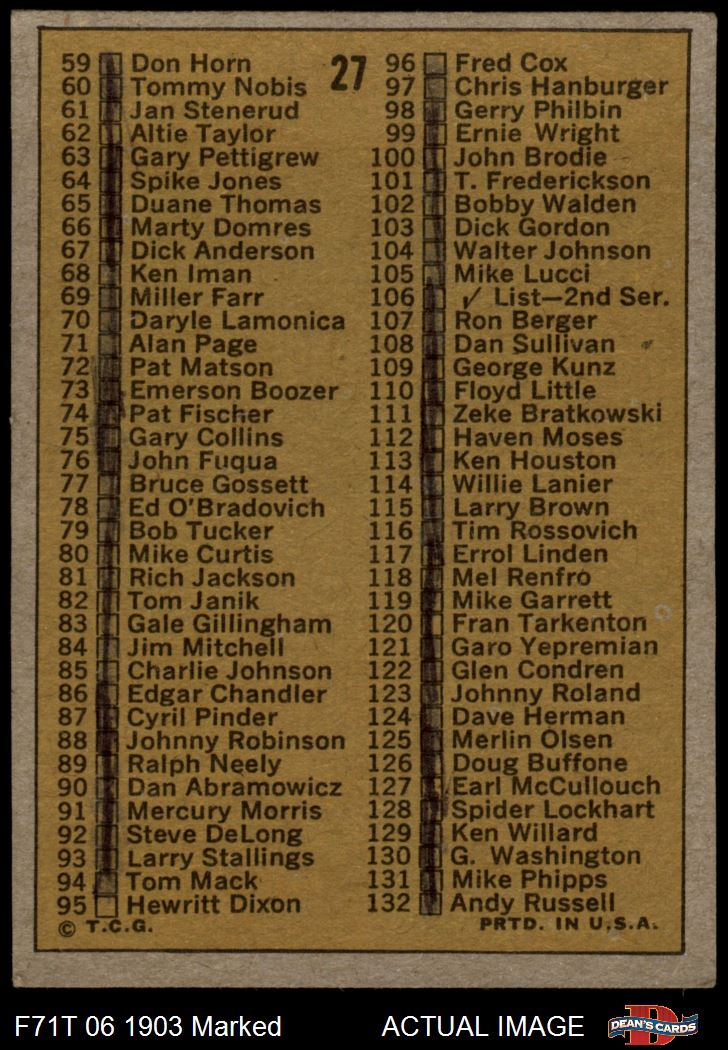 27
59 Don Horn
60 Tommy Nobis
61 Jan Stenerud
62 Altie Taylor
63 Gary Pettigrew
64 Spike Jones
65 Duane Thomas
66 Marty Domres
67 Dick Anderson
68 Ken Iman
69 Miller Farr
70 Daryle Lamonica
71 Alan Page
72 Pat Matson
73 Emerson Boozer
74 Pat Fischer
75 Gary Collins
76 John Fuqua
77 Bruce Gossett
78 Ed O'Bradovich
79 Bob Tucker
80 Mike Curtis
81 Rich Jackson
82 Tom Janik
83 Gale Gillingham
84 Jim Mitchell
85 Charlie Johnson
86 Edgar Chandler
87 Cyril Pinder
88 Johnny Robinson
89 Ralph Neely
90 Dan Abramowicz
91 Mercury Morris
92 Steve DeLong
93 Larry Stallings
94 Tom Mack
95 Hewritt Dixon
© T.C.G.
96 Fred Cox
97 Chris Hanburger
98 Gerry Philbin
99 Ernie Wright
100 John Brodie
101 T. Frederickson
102 Bobby Walden
103 Dick Gordon
104 Walter Johnson
105 Mike Lucci
106 ✓ List—2nd Ser.
107 Ron Berger
108 Dan Sullivan
109 George Kunz
110 Floyd Little
111 Zeke Bratkowski
112 Haven Moses
113 Ken Houston
114 Willie Lanier
115 Larry Brown
116 Tim Rossovich
117 Errol Linden
118 Mel Renfro
119 Mike Garrett
120 Fran Tarkenton
121 Garo Yepremian
122 Glen Condren
123 Johnny Roland
124 Dave Herman
125 Merlin Olsen
126 Doug Buffone
127 Earl McCullouch
128 Spider Lockhart
129 Ken Willard
130 G. Washington
131 Mike Phipps
132 Andy Russell
PRTD. IN U.S.A.
F71T 06 1903 Marked
ACTUAL IMAGE
D
DEAN'S CARDS